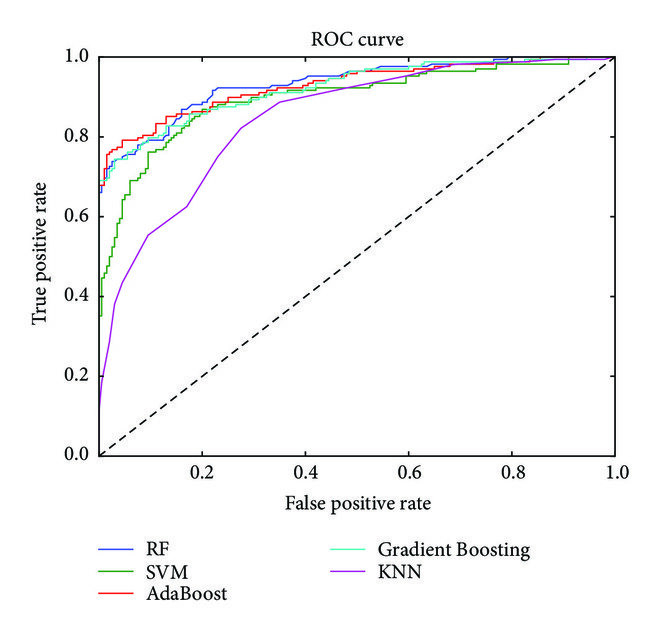 ROC curve
1.0
0.8
0.6
0.4
0.2
0.0
True positive rate
0.2
0.4
0.6
0.8
1.0
False positive rate
RF
SVM
AdaBoost
Gradient Boosting
KNN